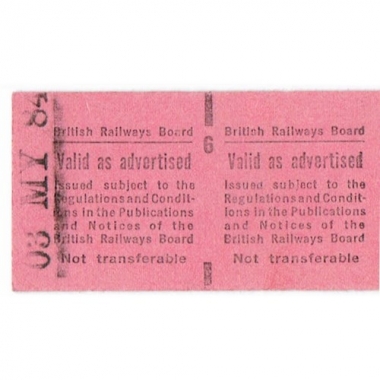 03 MY 84
British Railways Board
Valid as advertised
Issued subject to the
Regulations and Condit-
ions in the Publications
and Notices of the
British Railways Board
Not transferable
6
British Railways Board
Valid as advertised
Issued subject to the
Regulations and Condit-
ions in the Publications
and Notices of the
British Railways Board
Not transferable